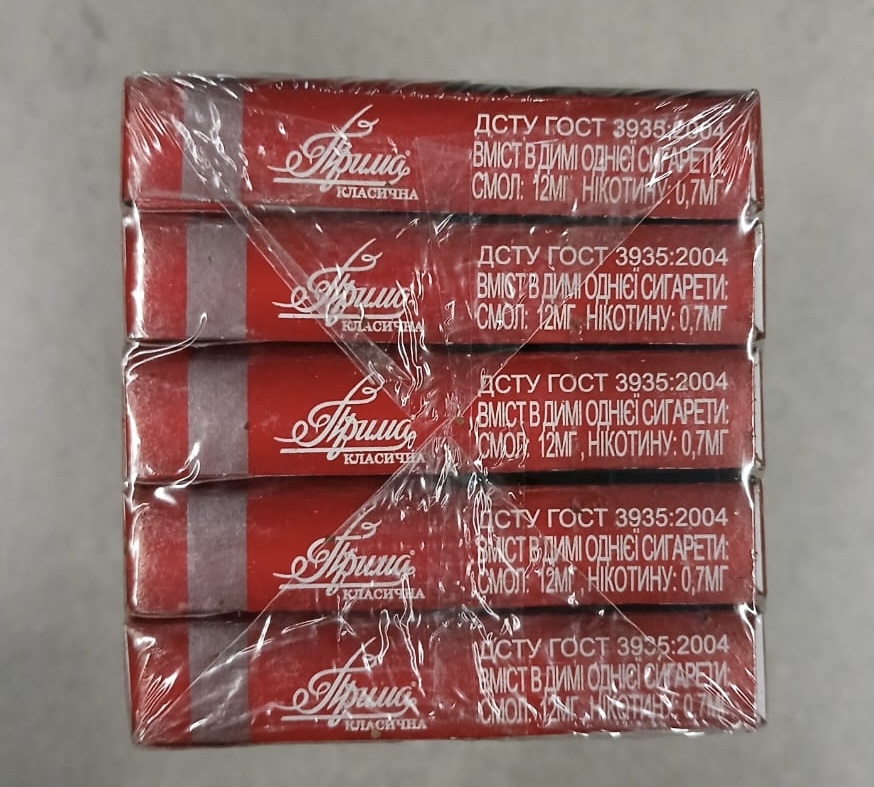 Прима
КЛАСИЧНА
ДСТУ ГОСТ 3935:2004
ВМІСТ В ДИМІ ОДНІЄЇ СИГАРЕТИ:
СМОЛ: 12МГ, НІКОТИНУ: 0,7МГ
Прима
КЛАСИЧНА
ДСТУ ГОСТ 3935:2004
ВМІСТ В ДИМІ ОДНІЄЇ СИГАРЕТИ:
СМОЛ: 12МГ, НІКОТИНУ: 0,7МГ
Прима
КЛАСИЧНА
ДСТУ ГОСТ 3935:2004
ВМІСТ В ДИМІ ОДНІЄЇ СИГАРЕТИ:
СМОЛ: 12МГ, НІКОТИНУ: 0,7МГ
Прима
КЛАСИЧНА
ДСТУ ГОСТ 3935:2004
ВМІСТ В ДИМІ ОДНІЄЇ СИГАРЕТИ:
СМОЛ: 12МГ, НІКОТИНУ: 0,7МГ
Прима
КЛАСИЧНА
ДСТУ ГОСТ 3935:2004
ВМІСТ В ДИМІ ОДНІЄЇ СИГАРЕТИ:
СМОЛ: 12МГ, НІКОТИНУ: 0,7МГ